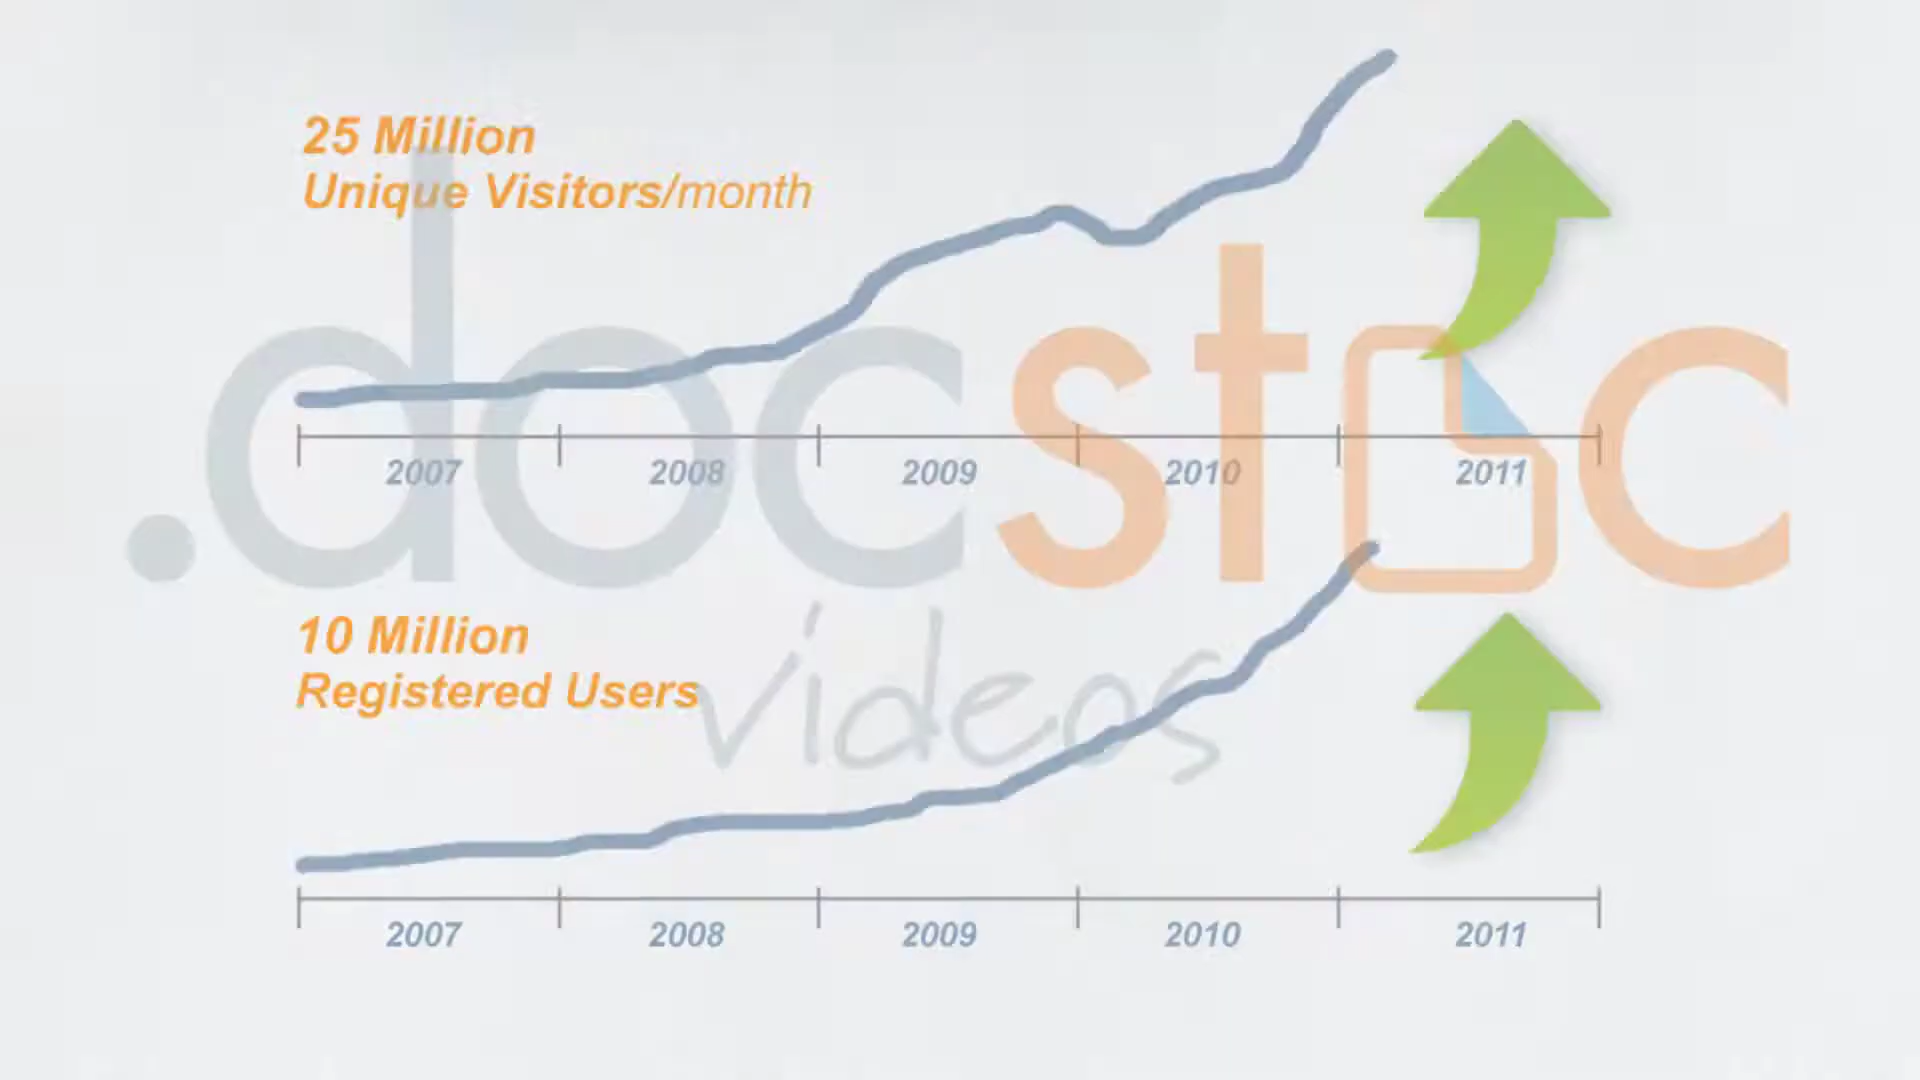 25 Million
Unique Visitors/month
2007 2008 2009 2010 2011
.docstoc
videos
10 Million
Registered Users
2007 2008 2009 2010 2011